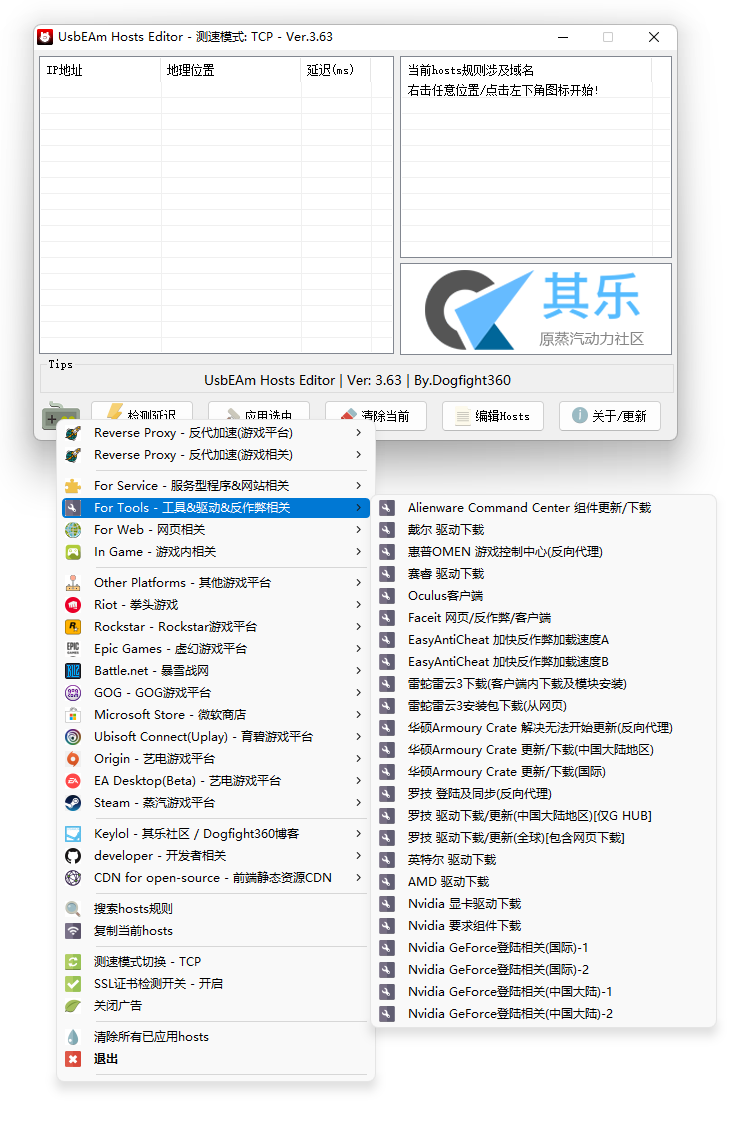 UsbEAm Hosts Editor - 测速模式: TCP - Ver.3.63
IP地址 地理位置 延迟(ms)
当前hosts规则涉及域名
右击任意位置/点击左下角图标开始!
其乐
原蒸汽动力社区
Tips
UsbEAm Hosts Editor | Ver: 3.63 | By.Dogfight360
检测延迟 应用选中 清除当前 编辑Hosts 关于/更新
Reverse Proxy - 反代加速(游戏平台)
Reverse Proxy - 反代加速(游戏相关)
For Service - 服务型程序&网站相关
For Tools - 工具&驱动&反作弊相关
For Web - 网页相关
In Game - 游戏内相关
Other Platforms - 其他游戏平台
Riot - 拳头游戏
Rockstar - Rockstar游戏平台
Epic Games - 虚幻游戏平台
Battle.net - 暴雪战网
GOG - GOG游戏平台
Microsoft Store - 微软商店
Ubisoft Connect(Uplay) - 育碧游戏平台
Origin - 艺电游戏平台
EA Desktop(Beta) - 艺电游戏平台
Steam - 蒸汽游戏平台
Keylol - 其乐社区 / Dogfight360博客
developer - 开发者相关
CDN for open-source - 前端静态资源CDN
搜索hosts规则
复制当前hosts
测速模式切换 - TCP
SSL证书检测开关 - 开启
关闭广告
清除所有已应用hosts
退出
Alienware Command Center 组件更新/下载
戴尔 驱动下载
惠普OMEN 游戏控制中心(反向代理)
赛睿 驱动下载
Oculus客户端
Faceit 网页/反作弊/客户端
EasyAntiCheat 加快反作弊加载速度A
EasyAntiCheat 加快反作弊加载速度B
雷蛇雷云3下载(客户端内下载及模块安装)
雷蛇雷云3安装包下载(从网页)
华硕Armoury Crate 解决无法开始更新(反向代理)
华硕Armoury Crate 更新/下载(中国大陆地区)
华硕Armoury Crate 更新/下载(国际)
罗技 登陆及同步(反向代理)
罗技 驱动下载/更新(中国大陆地区)[仅G HUB]
罗技 驱动下载/更新(全球)[包含网页下载]
英特尔 驱动下载
AMD 驱动下载
Nvidia 显卡驱动下载
Nvidia 要求组件下载
Nvidia GeForce登陆相关(国际)-1
Nvidia GeForce登陆相关(国际)-2
Nvidia GeForce登陆相关(中国大陆)-1
Nvidia GeForce登陆相关(中国大陆)-2